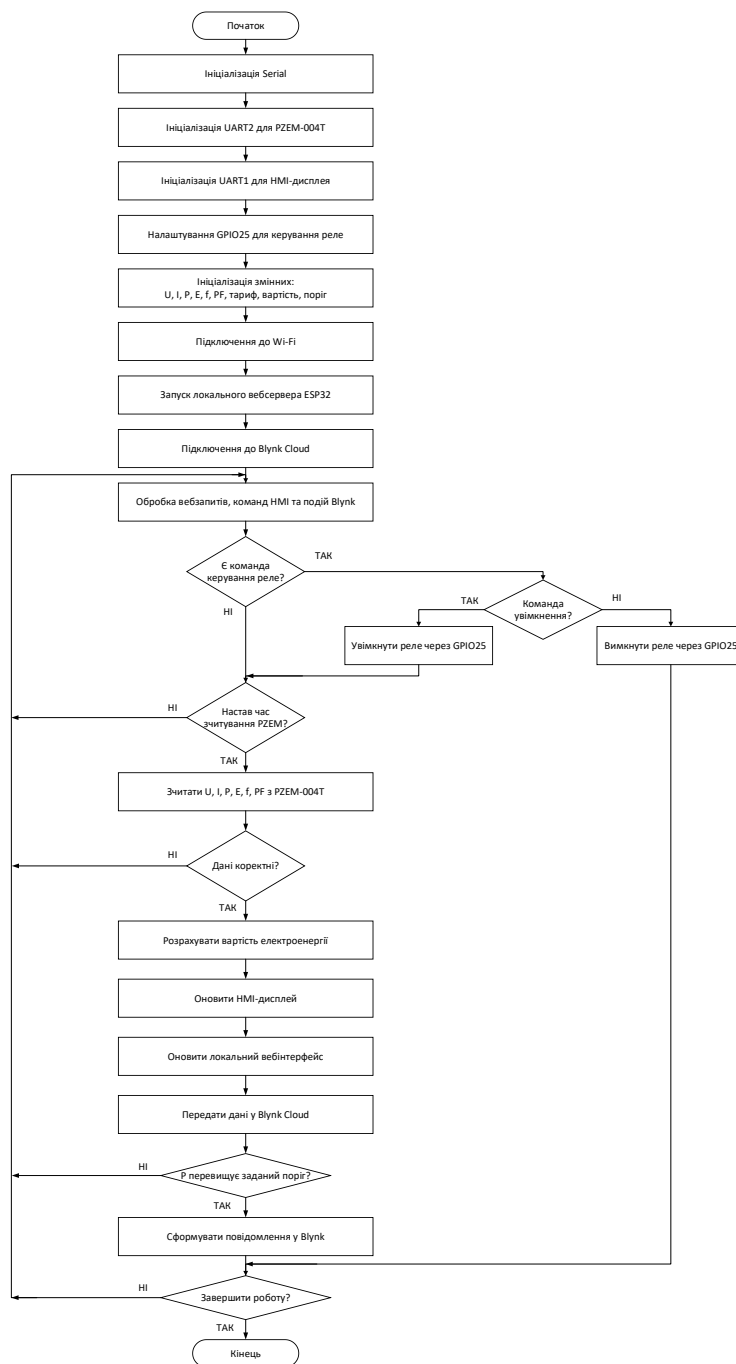 Початок
Ініціалізація Serial
Ініціалізація UART2 для PZEM-004T
Ініціалізація UART1 для HMI-дисплея
Налаштування GPIO25 для керування реле
Ініціалізація змінних:
U, I, P, E, f, PF, тариф, вартість, поріг
Підключення до Wi-Fi
Запуск локального вебсервера ESP32
Підключення до Blynk Cloud
Обробка вебзапитів, команд HMI та подій Blynk
Є команда
керування реле?
ТАК
НІ
Команда
увімкнення?
ТАК
НІ
Увімкнути реле через GPIO25
Вимкнути реле через GPIO25
Настав час
зчитування PZEM?
НІ
ТАК
Зчитати U, I, P, E, f, PF з PZEM-004T
Дані коректні?
НІ
ТАК
Розрахувати вартість електроенергії
Оновити HMI-дисплей
Оновити локальний вебінтерфейс
Передати дані у Blynk Cloud
P перевищує заданий поріг?
НІ
ТАК
Сформувати повідомлення у Blynk
Завершити роботу?
НІ
ТАК
Кінець